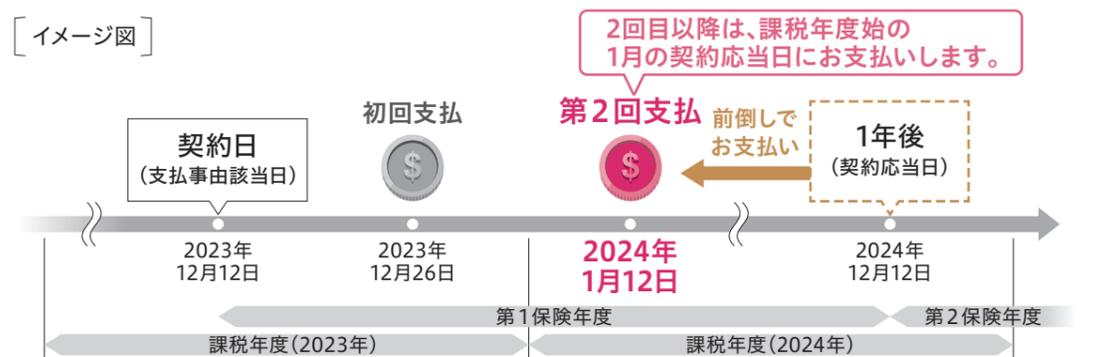 イメージ図
2回目以降は、課税年度始の
1月の契約応当日にお支払いします。
契約日
（支払事由該当日）
初回支払
$
第2回支払
$
前倒しで
お支払い
1年後
（契約応当日）
2023年
12月12日
2023年
12月26日
2024年
1月12日
2024年
12月12日
第1保険年度
第2保険年度
課税年度（2023年）
課税年度（2024年）